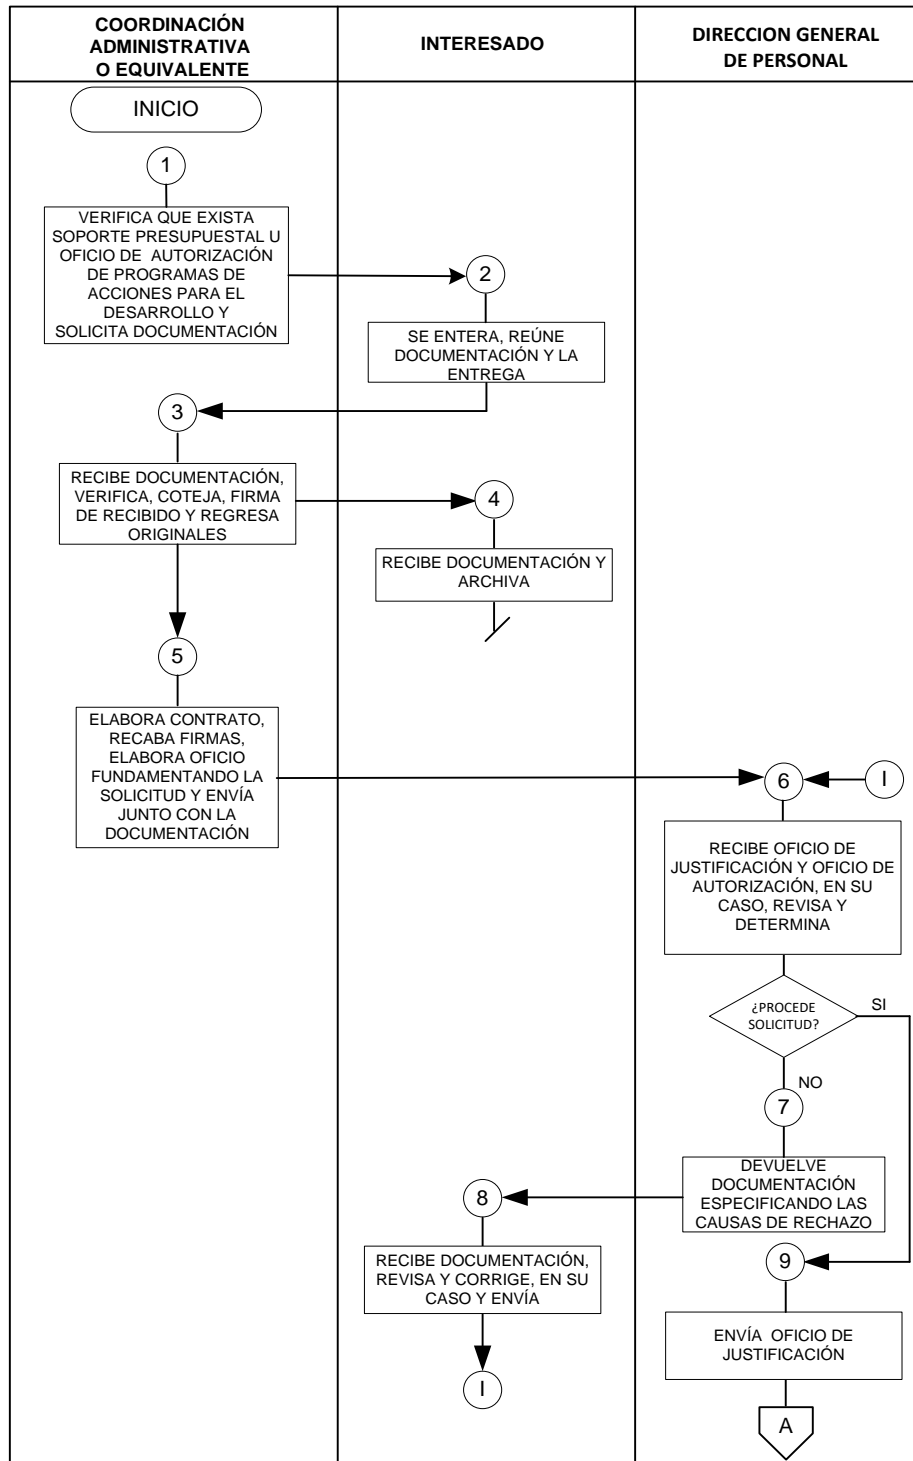 COORDINACIÓN
ADMINISTRATIVA
O EQUIVALENTE
INTERESADO
DIRECCION GENERAL
DE PERSONAL
INICIO
1
VERIFICA QUE EXISTA
SOPORTE PRESUPUESTAL U
OFICIO DE AUTORIZACIÓN
DE PROGRAMAS DE
ACCIONES PARA EL
DESARROLLO Y
SOLICITA DOCUMENTACIÓN
2
SE ENTERA, REÚNE
DOCUMENTACIÓN Y LA
ENTREGA
3
RECIBE DOCUMENTACIÓN,
VERIFICA, COTEJA, FIRMA
DE RECIBIDO Y REGRESA
ORIGINALES
4
RECIBE DOCUMENTACIÓN Y
ARCHIVA
5
ELABORA CONTRATO,
RECABA FIRMAS,
ELABORA OFICIO
FUNDAMENTANDO LA
SOLICITUD Y ENVÍA
JUNTO CON LA
DOCUMENTACIÓN
6
I
RECIBE OFICIO DE
JUSTIFICACIÓN Y OFICIO DE
AUTORIZACIÓN, EN SU
CASO, REVISA Y
DETERMINA
¿PROCEDE
SOLICITUD?
SI
NO
7
DEVUELVE
DOCUMENTACIÓN
ESPECIFICANDO LAS
CAUSAS DE RECHAZO
8
RECIBE DOCUMENTACIÓN,
REVISA Y CORRIGE, EN SU
CASO Y ENVÍA
I
9
ENVÍA OFICIO DE
JUSTIFICACIÓN
A